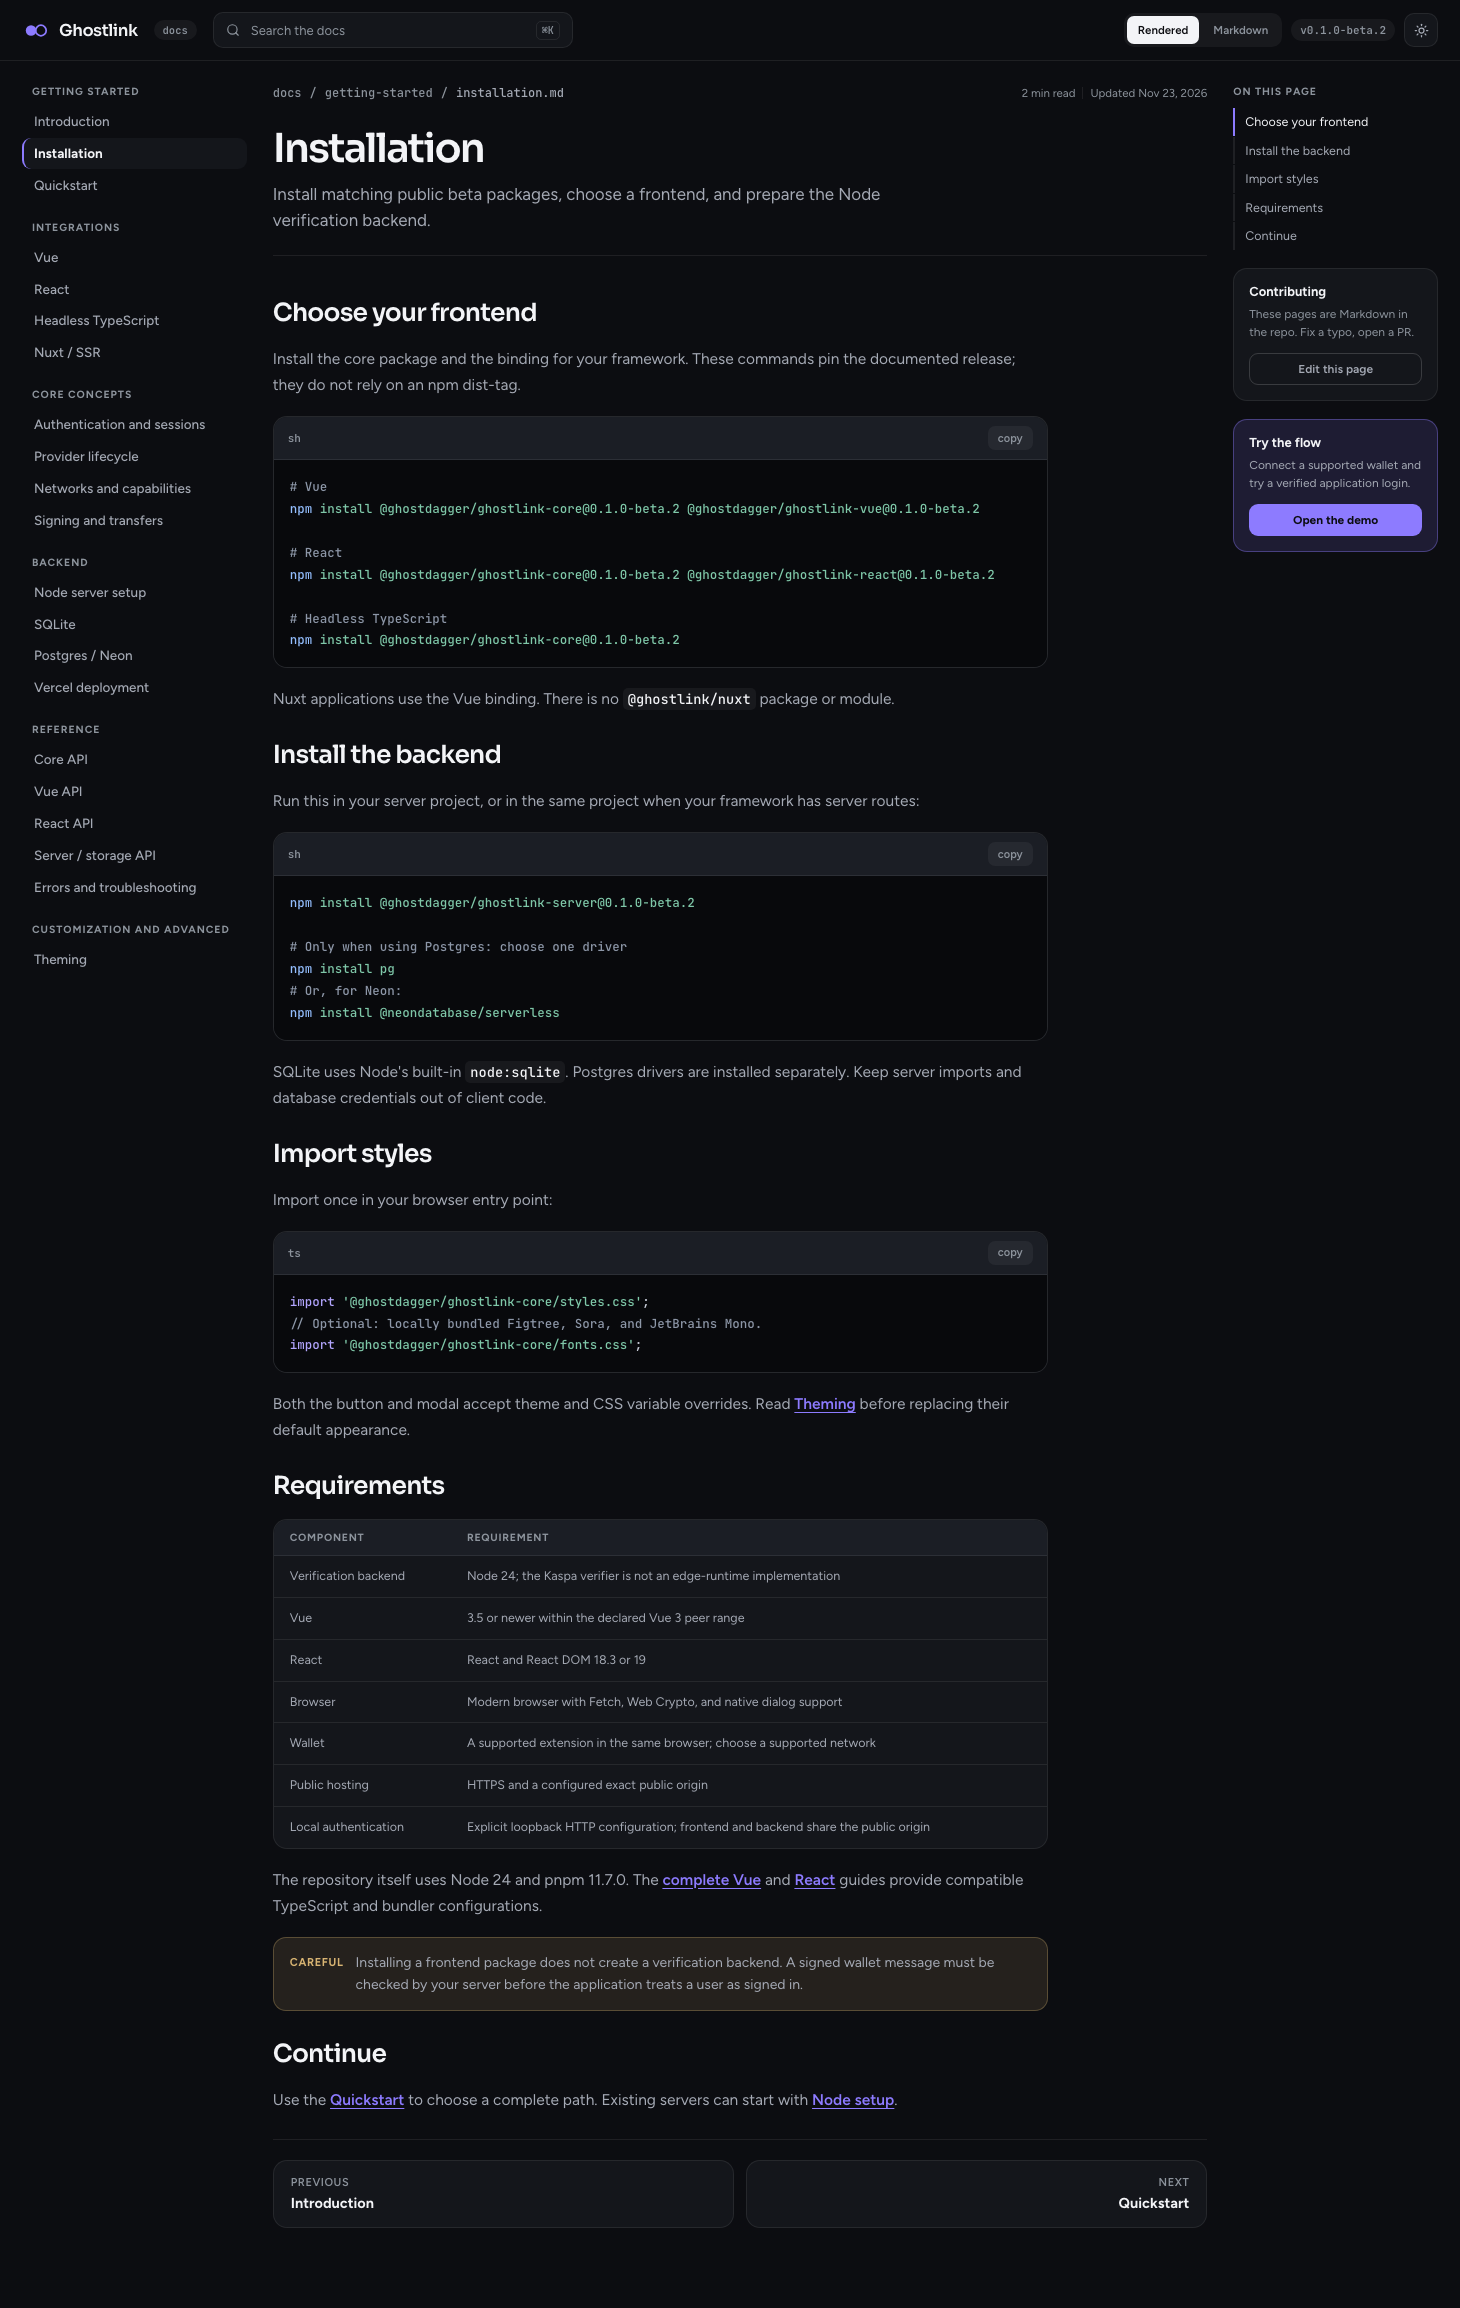 Ghostlink docs
Search the docs ⌘K
Rendered Markdown v0.1.0-beta.2
GETTING STARTED
Introduction
Installation
Quickstart
INTEGRATIONS
Vue
React
Headless TypeScript
Nuxt / SSR
CORE CONCEPTS
Authentication and sessions
Provider lifecycle
Networks and capabilities
Signing and transfers
BACKEND
Node server setup
SQLite
Postgres / Neon
Vercel deployment
REFERENCE
Core API
Vue API
React API
Server / storage API
Errors and troubleshooting
CUSTOMIZATION AND ADVANCED
Theming
docs / getting-started / installation.md
2 min read Updated Nov 23, 2026
Installation
Install matching public beta packages, choose a frontend, and prepare the Node
verification backend.
Choose your frontend
Install the core package and the binding for your framework. These commands pin the documented release;
they do not rely on an npm dist-tag.
sh copy
# Vue
npm install @ghostdagger/ghostlink-core@0.1.0-beta.2 @ghostdagger/ghostlink-vue@0.1.0-beta.2
# React
npm install @ghostdagger/ghostlink-core@0.1.0-beta.2 @ghostdagger/ghostlink-react@0.1.0-beta.2
# Headless TypeScript
npm install @ghostdagger/ghostlink-core@0.1.0-beta.2
Nuxt applications use the Vue binding. There is no @ghostlink/nuxt package or module.
Install the backend
Run this in your server project, or in the same project when your framework has server routes:
sh copy
npm install @ghostdagger/ghostlink-server@0.1.0-beta.2
# Only when using Postgres: choose one driver
npm install pg
# Or, for Neon:
npm install @neondatabase/serverless
SQLite uses Node's built-in node:sqlite. Postgres drivers are installed separately. Keep server imports and
database credentials out of client code.
Import styles
Import once in your browser entry point:
ts copy
import '@ghostdagger/ghostlink-core/styles.css';
// Optional: locally bundled Figtree, Sora, and JetBrains Mono.
import '@ghostdagger/ghostlink-core/fonts.css';
Both the button and modal accept theme and CSS variable overrides. Read Theming before replacing their
default appearance.
Requirements
COMPONENT REQUIREMENT
Verification backend Node 24; the Kaspa verifier is not an edge-runtime implementation
Vue 3.5 or newer within the declared Vue 3 peer range
React React and React DOM 18.3 or 19
Browser Modern browser with Fetch, Web Crypto, and native dialog support
Wallet A supported extension in the same browser; choose a supported network
Public hosting HTTPS and a configured exact public origin
Local authentication Explicit loopback HTTP configuration; frontend and backend share the public origin
The repository itself uses Node 24 and pnpm 11.7.0. The complete Vue and React guides provide compatible
TypeScript and bundler configurations.
CAREFUL Installing a frontend package does not create a verification backend. A signed wallet message must be
checked by your server before the application treats a user as signed in.
Continue
Use the Quickstart to choose a complete path. Existing servers can start with Node setup.
PREVIOUS
Introduction
NEXT
Quickstart
ON THIS PAGE
Choose your frontend
Install the backend
Import styles
Requirements
Continue
Contributing
These pages are Markdown in
the repo. Fix a typo, open a PR.
Edit this page
Try the flow
Connect a supported wallet and
try a verified application login.
Open the demo